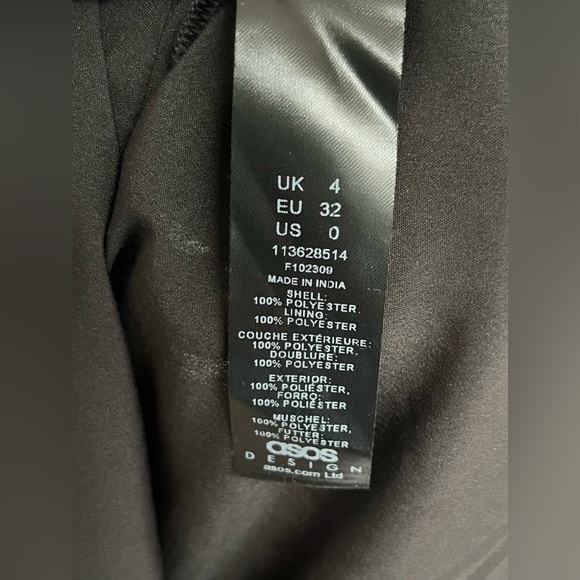 UK 4
EU 32
US 0
113628514
F102309
MADE IN INDIA
SHELL:
100% POLYESTER.
LINING:
100% POLYESTER.
COUCHE EXTÉRIEURE:
100% POLYESTER,
DOUBLURE:
100% POLYESTER.
EXTERIOR:
100% POLIÉSTER,
FORRO:
100% POLIÉSTER
MUSCHEL:
100% POLYESTER,
FUTTER:
100% POLYESTER
asos
DESIGN
asos.com Ltd